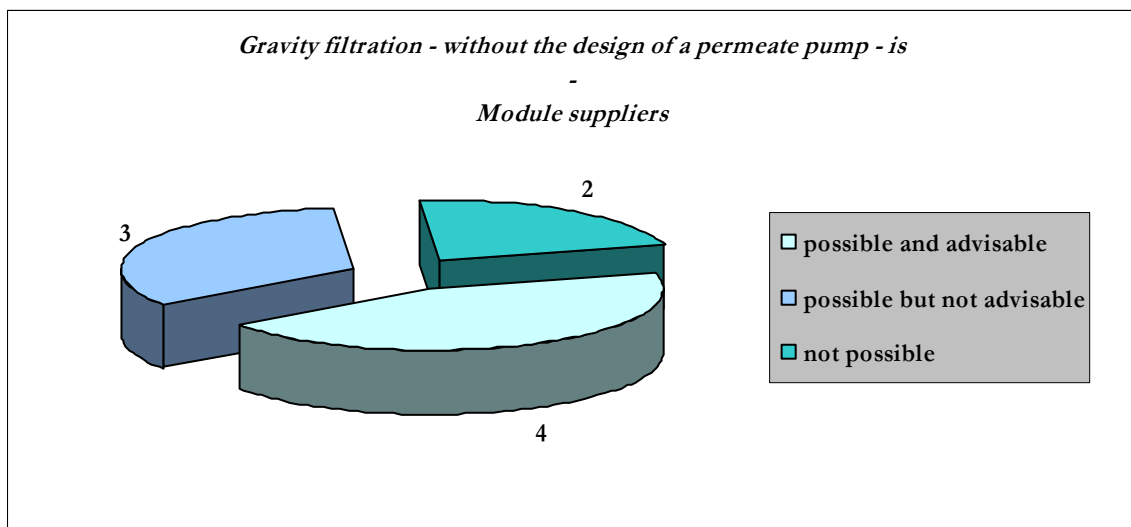 Gravity filtration - without the design of a permeate pump - is
-
Module suppliers
2
3
4
possible and advisable
possible but not advisable
not possible